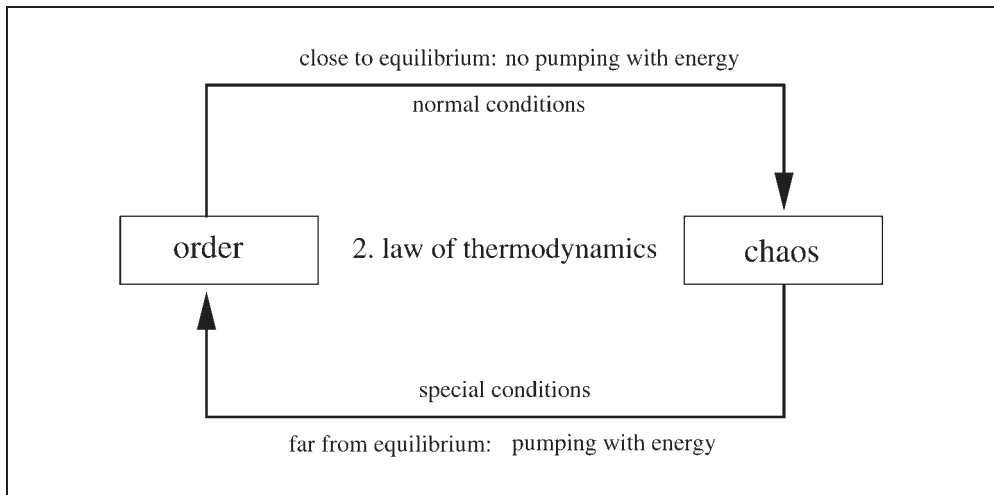 close to equilibrium: no pumping with energy
normal conditions
order
2. law of thermodynamics
chaos
special conditions
far from equilibrium: pumping with energy